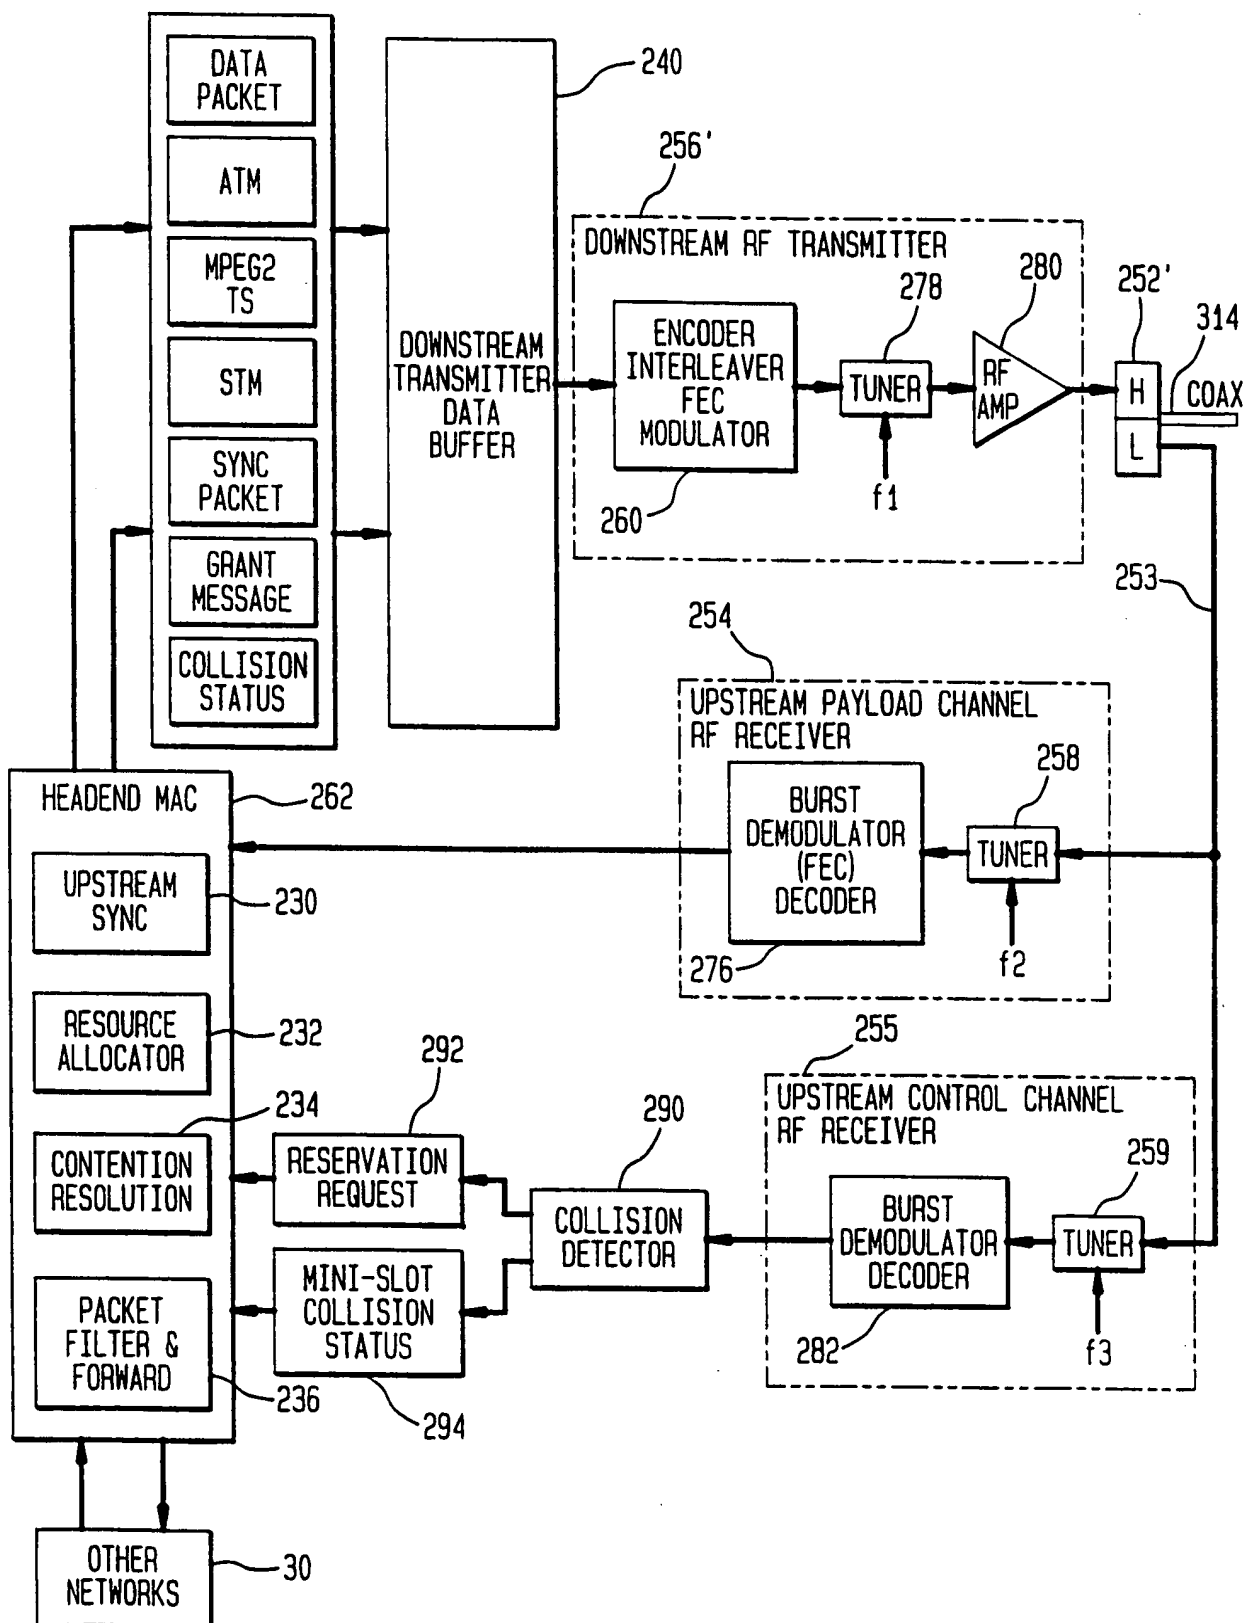 DATA
PACKET
ATM
MPEG2
TS
STM
SYNC
PACKET
GRANT
MESSAGE
COLLISION
STATUS
DOWNSTREAM
TRANSMITTER
DATA
BUFFER
240
256'
DOWNSTREAM RF TRANSMITTER
ENCODER
INTERLEAVER
FEC
MODULATOR
260
278
TUNER
f1
280
RF
AMP
252'
H
L
314
COAX
253
254
UPSTREAM PAYLOAD CHANNEL
RF RECEIVER
258
BURST
DEMODULATOR
(FEC)
DECODER
276
TUNER
f2
HEADEND MAC
262
UPSTREAM
SYNC
230
RESOURCE
ALLOCATOR
232
234
CONTENTION
RESOLUTION
PACKET
FILTER &
FORWARD
236
292
RESERVATION
REQUEST
MINI-SLOT
COLLISION
STATUS
294
290
COLLISION
DETECTOR
255
UPSTREAM CONTROL CHANNEL
RF RECEIVER
259
BURST
DEMODULATOR
DECODER
282
TUNER
f3
OTHER
NETWORKS
30